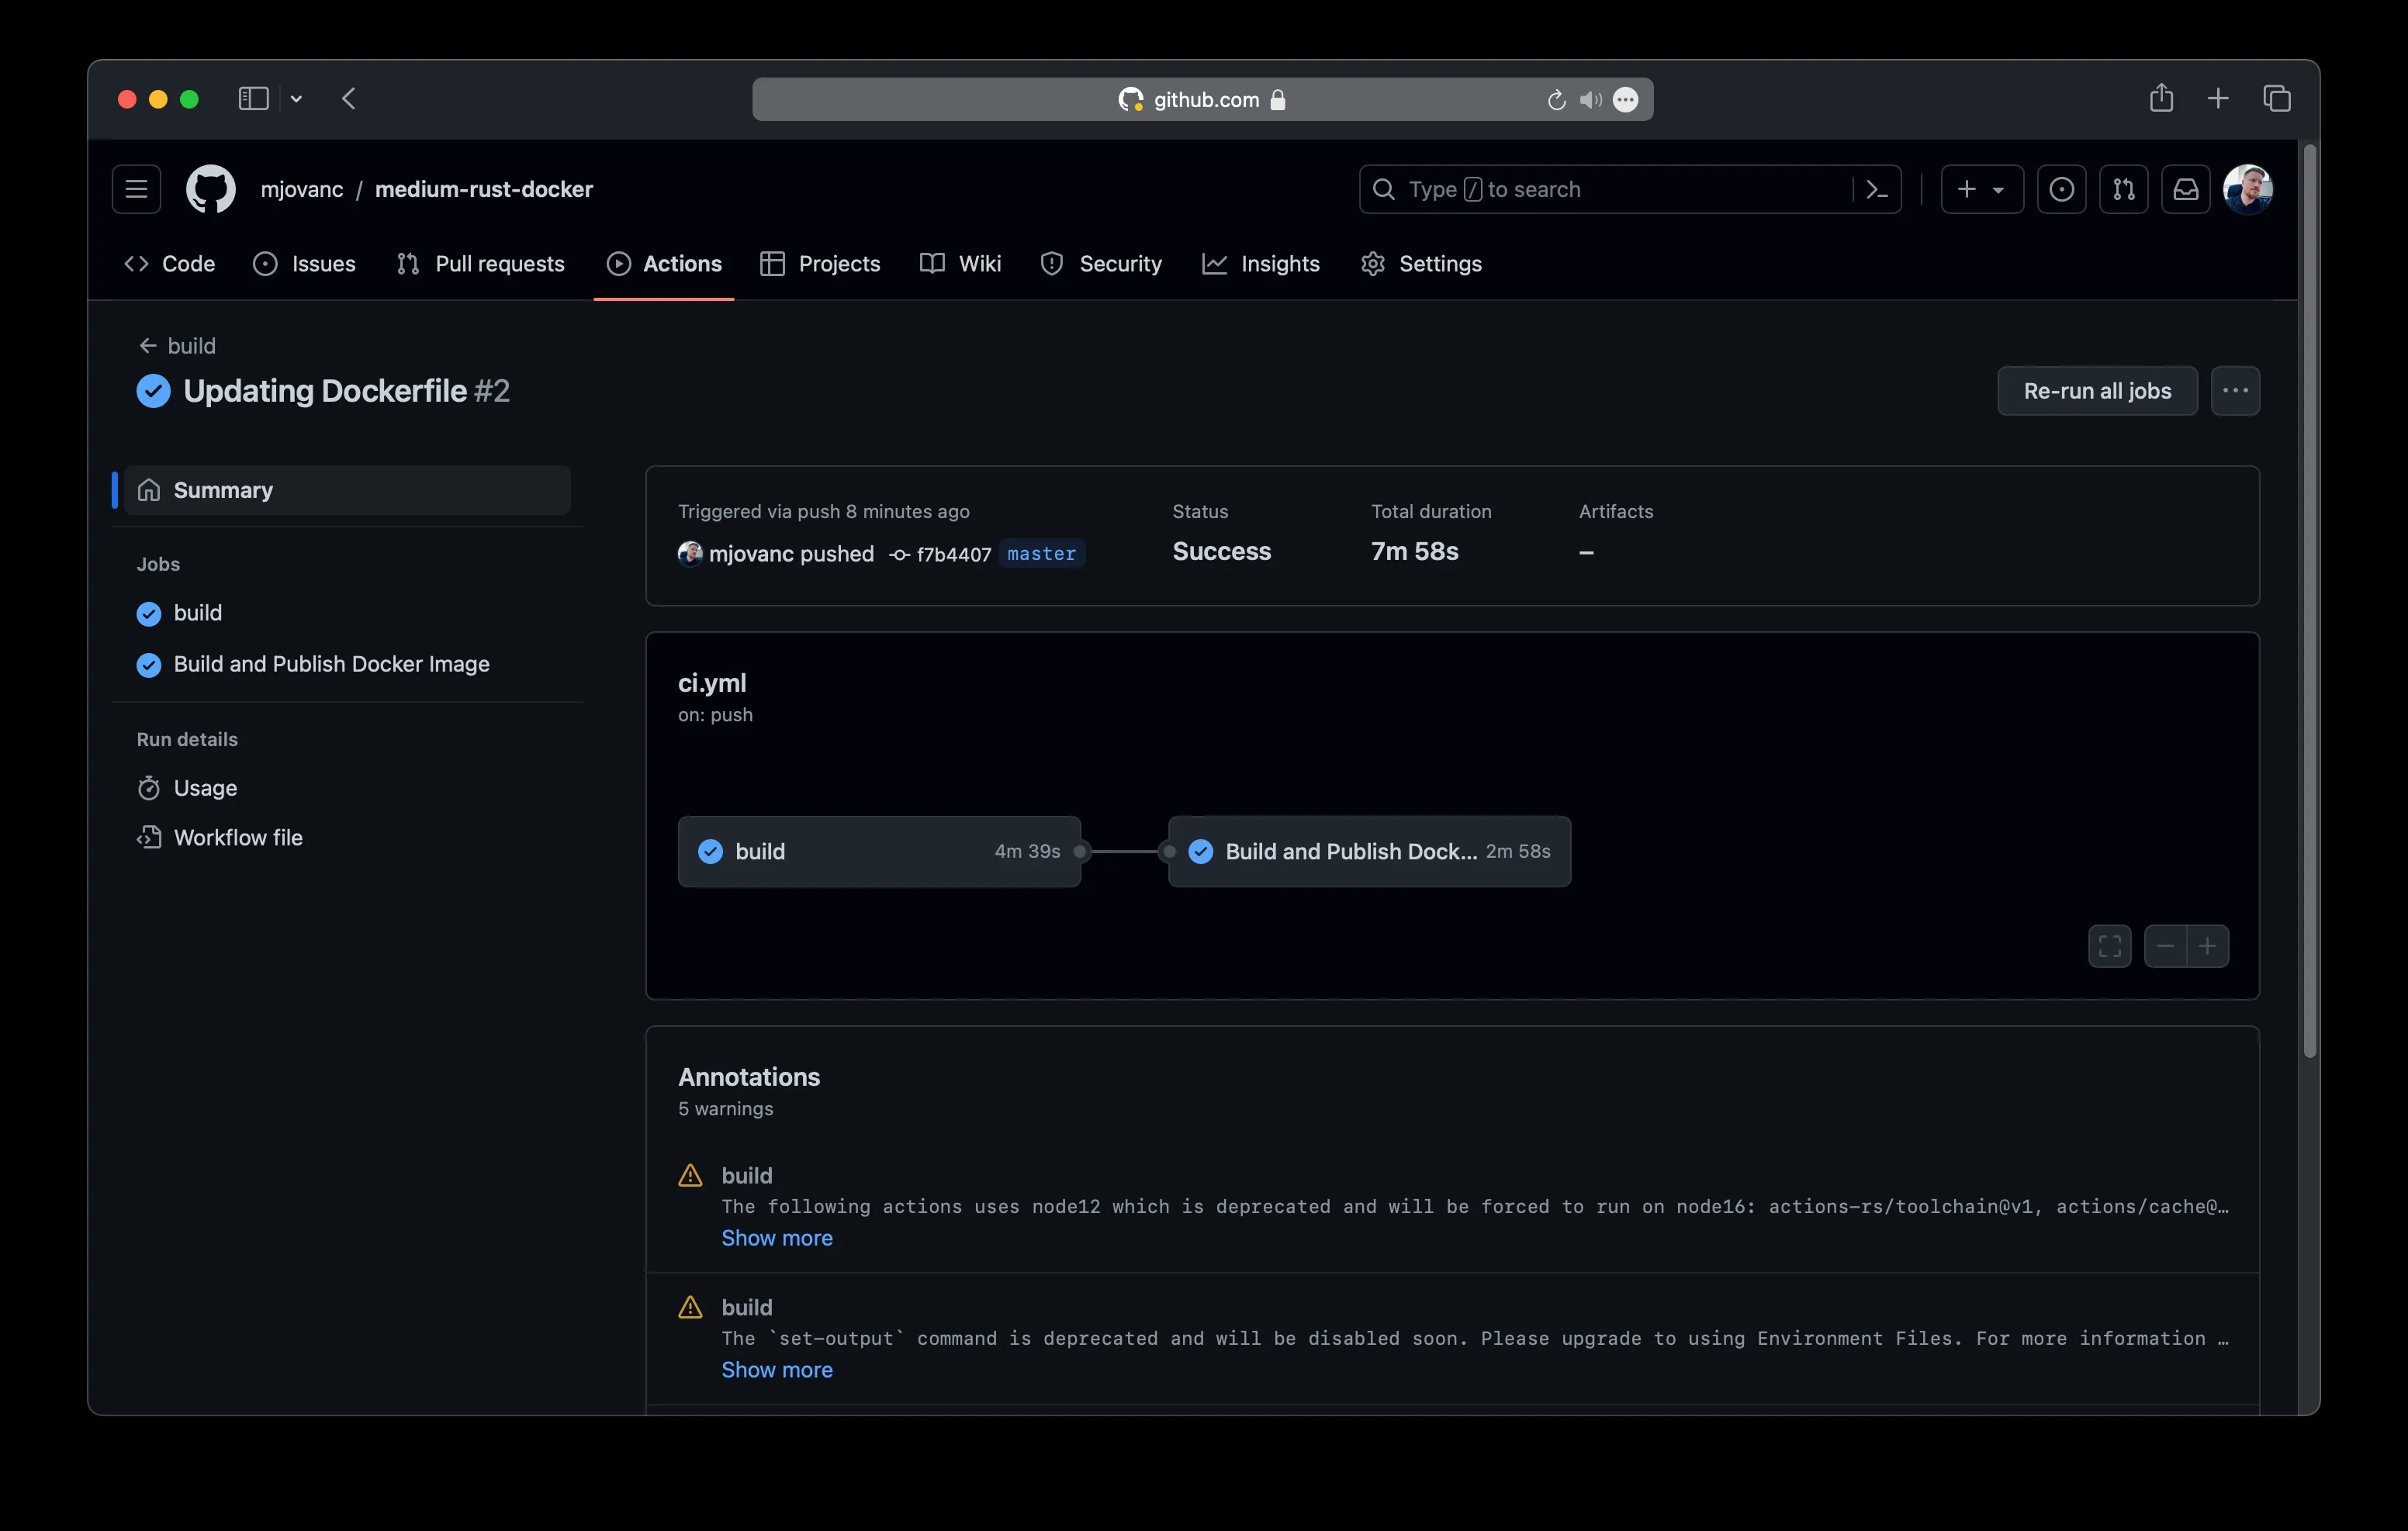 github.com
mjovanc / medium-rust-docker
Type / to search
Code Issues Pull requests Actions Projects Wiki Security Insights Settings
← build
Updating Dockerfile #2
Re-run all jobs
Summary
Jobs
build
Build and Publish Docker Image
Run details
Usage
Workflow file
Triggered via push 8 minutes ago
mjovanc pushed f7b4407 master
Status
Success
Total duration
7m 58s
Artifacts
–
ci.yml
on: push
build 4m 39s
Build and Publish Dock... 2m 58s
Annotations
5 warnings
build
The following actions uses node12 which is deprecated and will be forced to run on node16: actions-rs/toolchain@v1, actions/cache@…
Show more
build
The `set-output` command is deprecated and will be disabled soon. Please upgrade to using Environment Files. For more information …
Show more